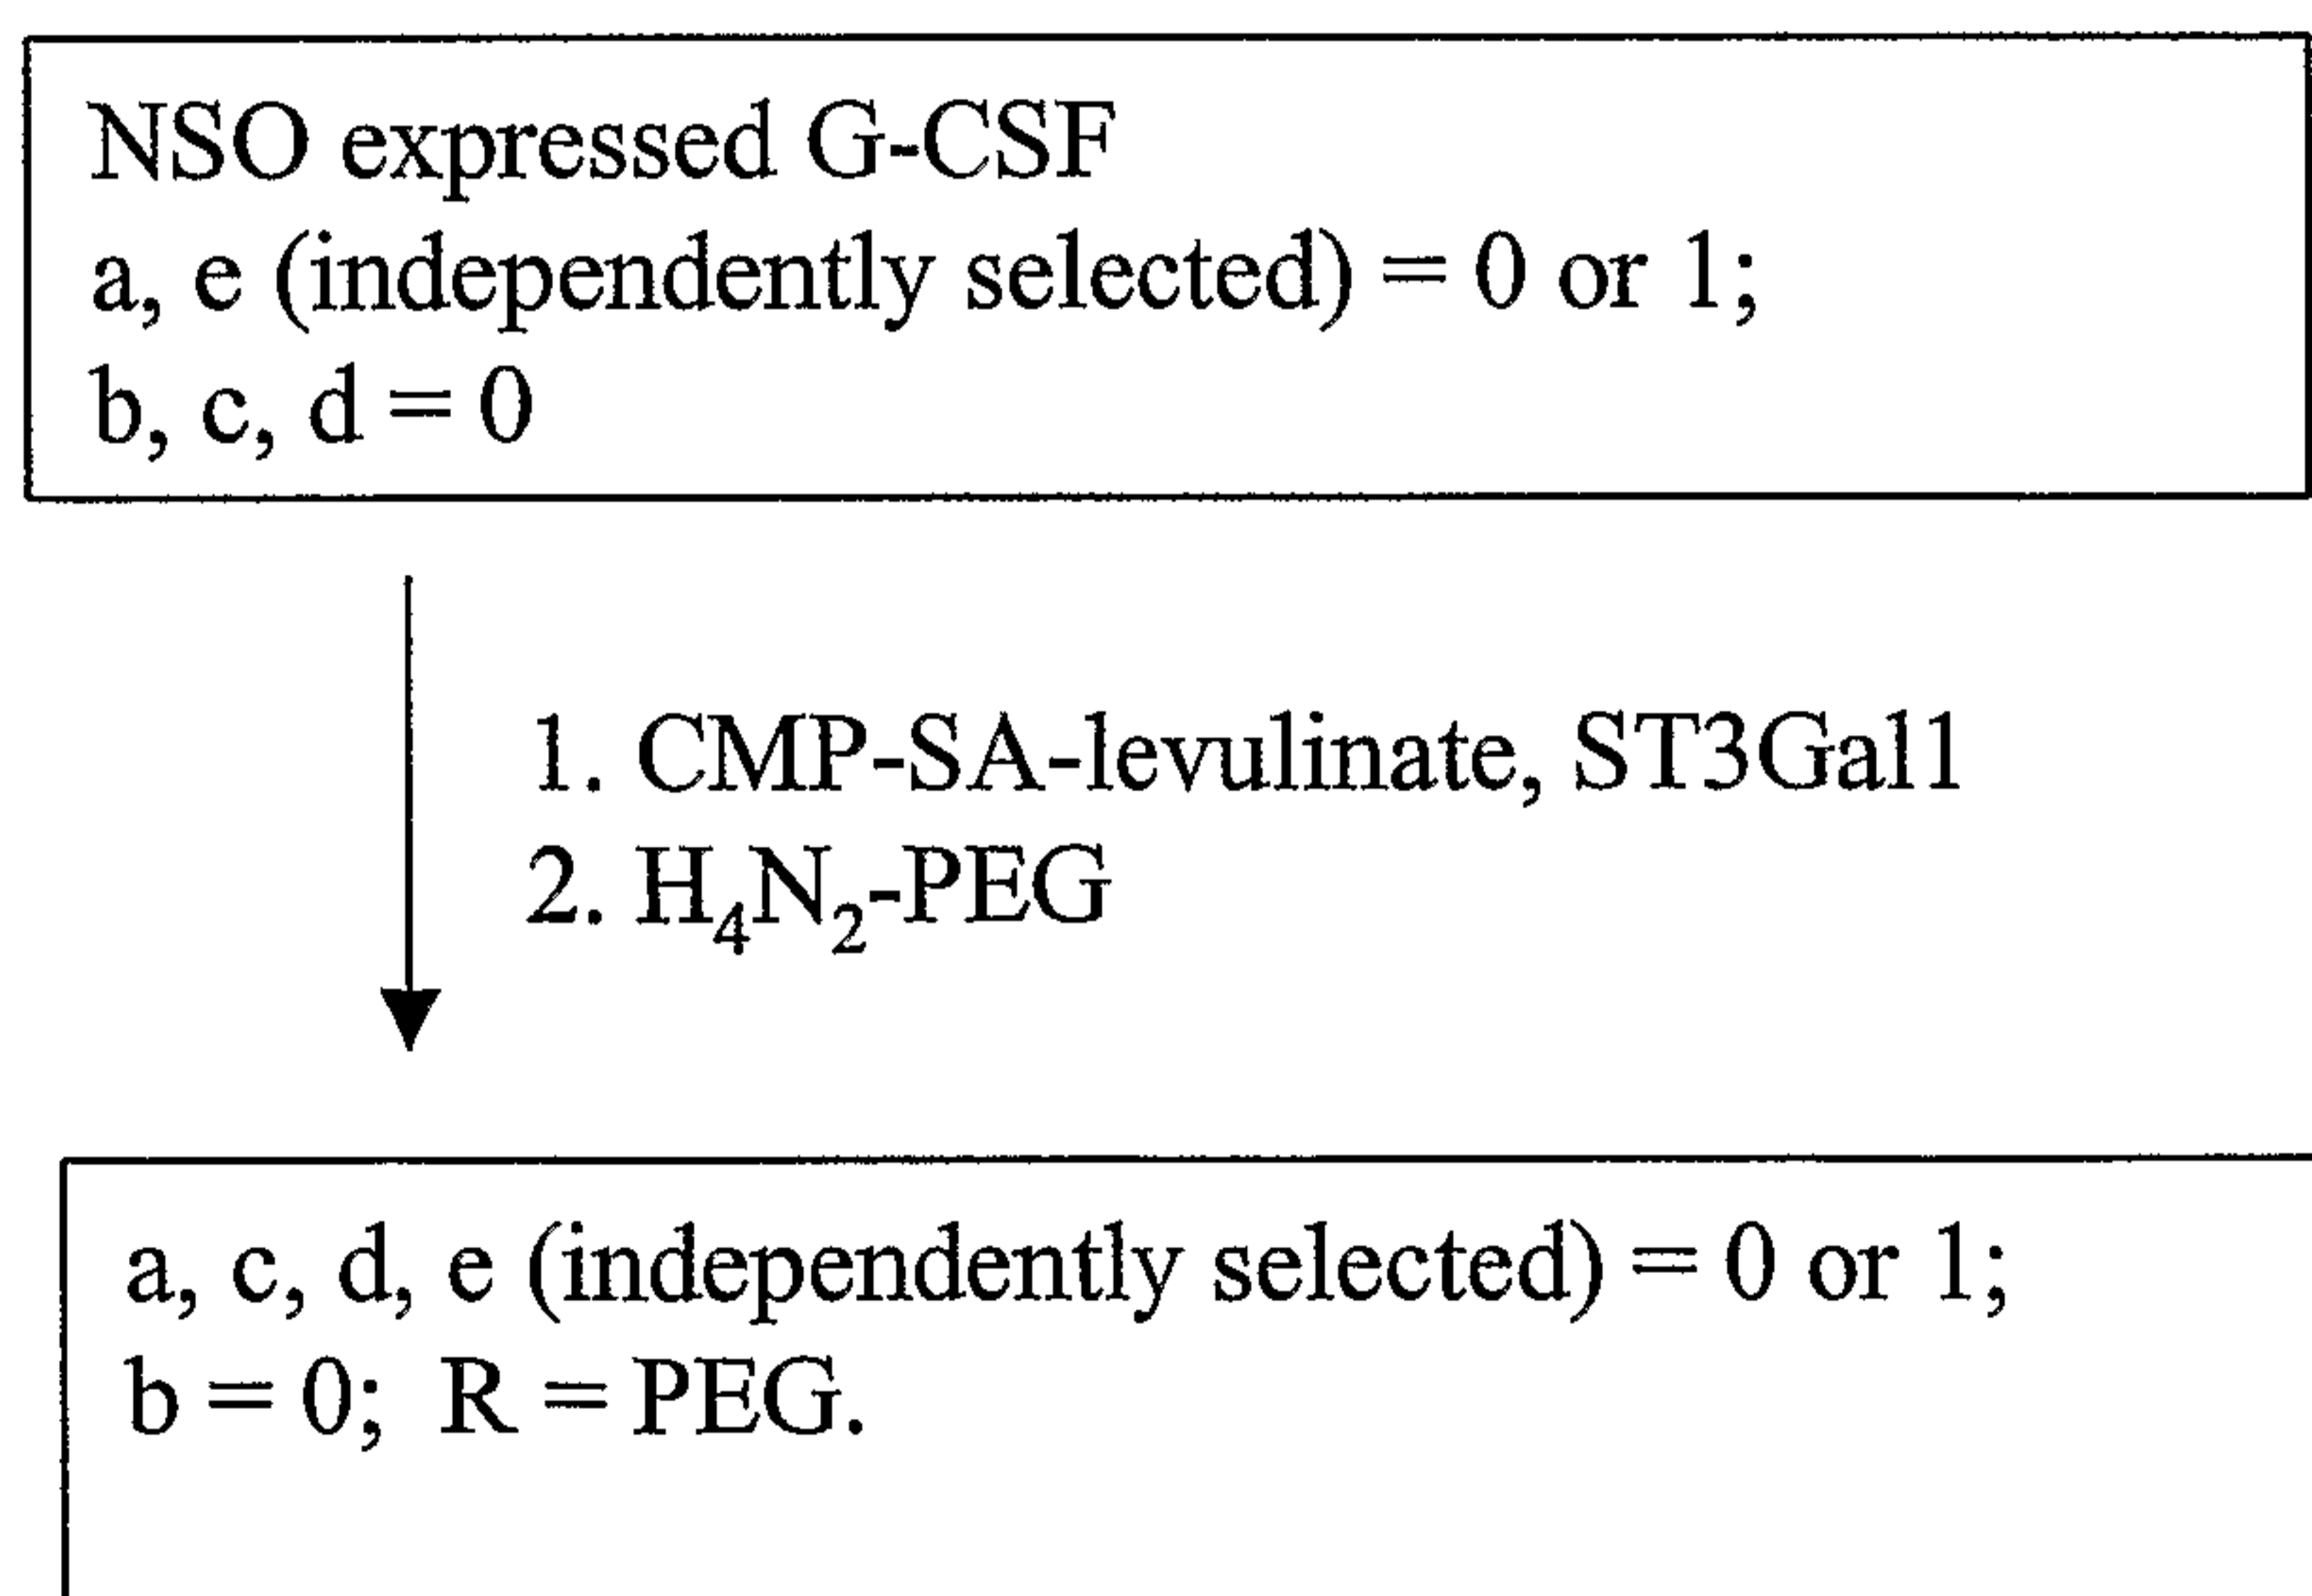 NSO expressed G-CSF
a, e (independently selected) = 0 or 1;
b, c, d = 0
1. CMP-SA-levulinate, ST3Gal1
2. H₄N₂-PEG
a, c, d, e (independently selected) = 0 or 1;
b = 0; R = PEG.